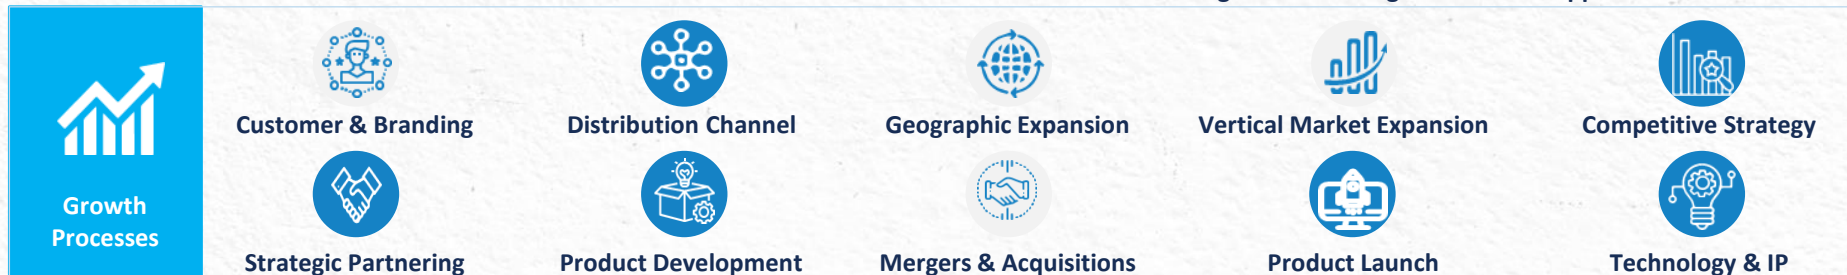 Growth
Processes
Customer & Branding
Distribution Channel
Geographic Expansion
Vertical Market Expansion
Competitive Strategy
Strategic Partnering
Product Development
Mergers & Acquisitions
Product Launch
Technology & IP